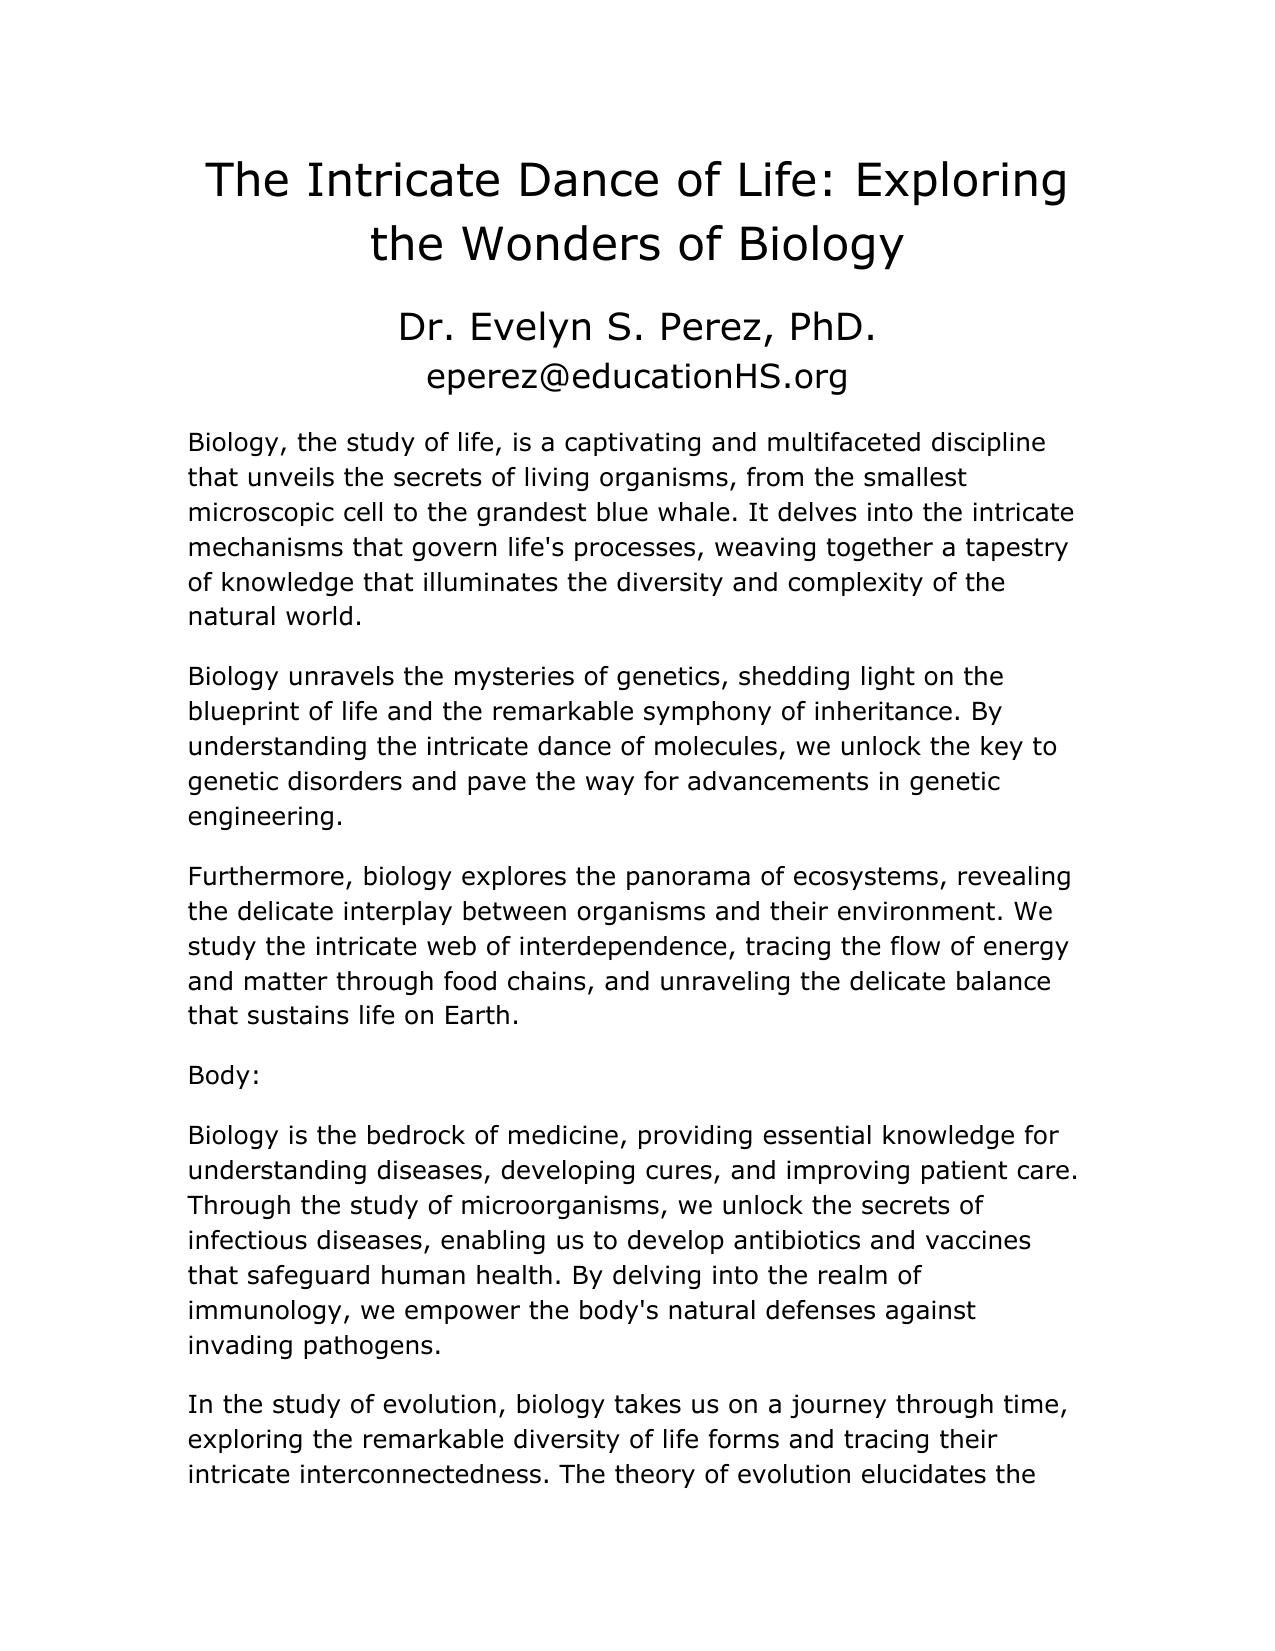 The Intricate Dance of Life: Exploring
the Wonders of Biology
Dr. Evelyn S. Perez, PhD.
eperez@educationHS.org
Biology, the study of life, is a captivating and multifaceted discipline
that unveils the secrets of living organisms, from the smallest
microscopic cell to the grandest blue whale. It delves into the intricate
mechanisms that govern life's processes, weaving together a tapestry
of knowledge that illuminates the diversity and complexity of the
natural world.
Biology unravels the mysteries of genetics, shedding light on the
blueprint of life and the remarkable symphony of inheritance. By
understanding the intricate dance of molecules, we unlock the key to
genetic disorders and pave the way for advancements in genetic
engineering.
Furthermore, biology explores the panorama of ecosystems, revealing
the delicate interplay between organisms and their environment. We
study the intricate web of interdependence, tracing the flow of energy
and matter through food chains, and unraveling the delicate balance
that sustains life on Earth.
Body:
Biology is the bedrock of medicine, providing essential knowledge for
understanding diseases, developing cures, and improving patient care.
Through the study of microorganisms, we unlock the secrets of
infectious diseases, enabling us to develop antibiotics and vaccines
that safeguard human health. By delving into the realm of
immunology, we empower the body's natural defenses against
invading pathogens.
In the study of evolution, biology takes us on a journey through time,
exploring the remarkable diversity of life forms and tracing their
intricate interconnectedness. The theory of evolution elucidates the